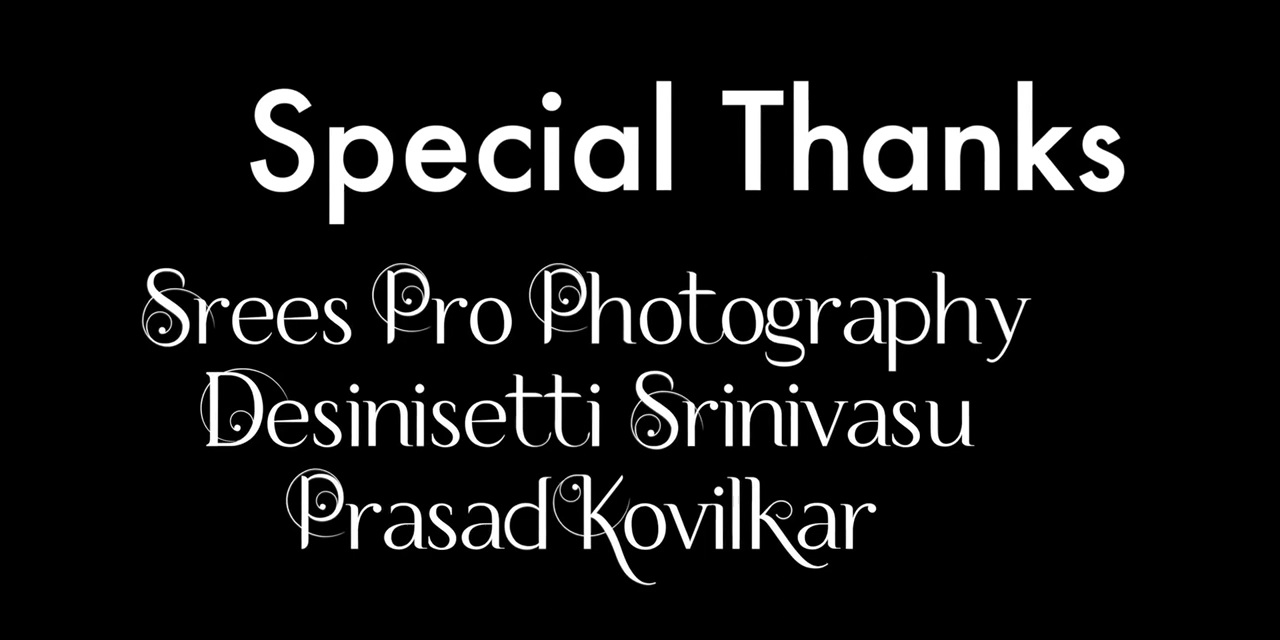 Special Thanks
Srees Pro Photography
Desinisetti Srinivasu
Prasad Kovilkar